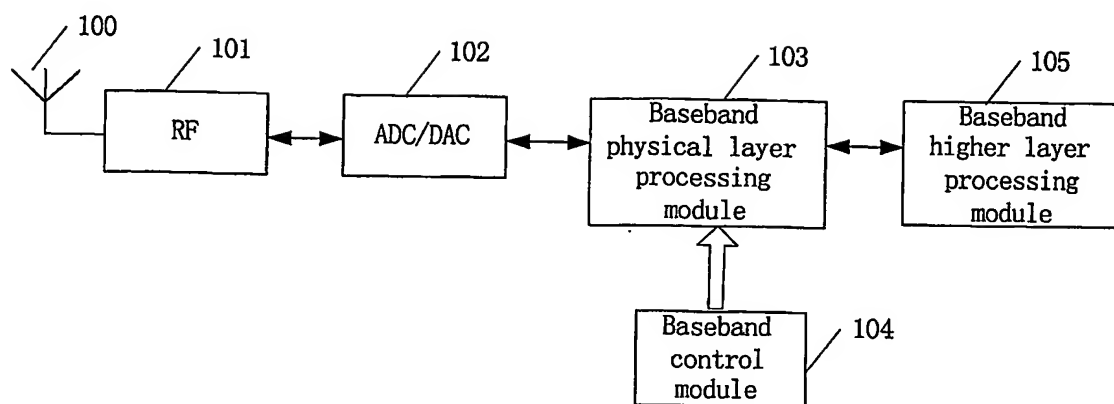 100
101
102
103
105
RF
ADC/DAC
Baseband
physical layer
processing
module
Baseband
higher layer
processing
module
Baseband
control
module
104